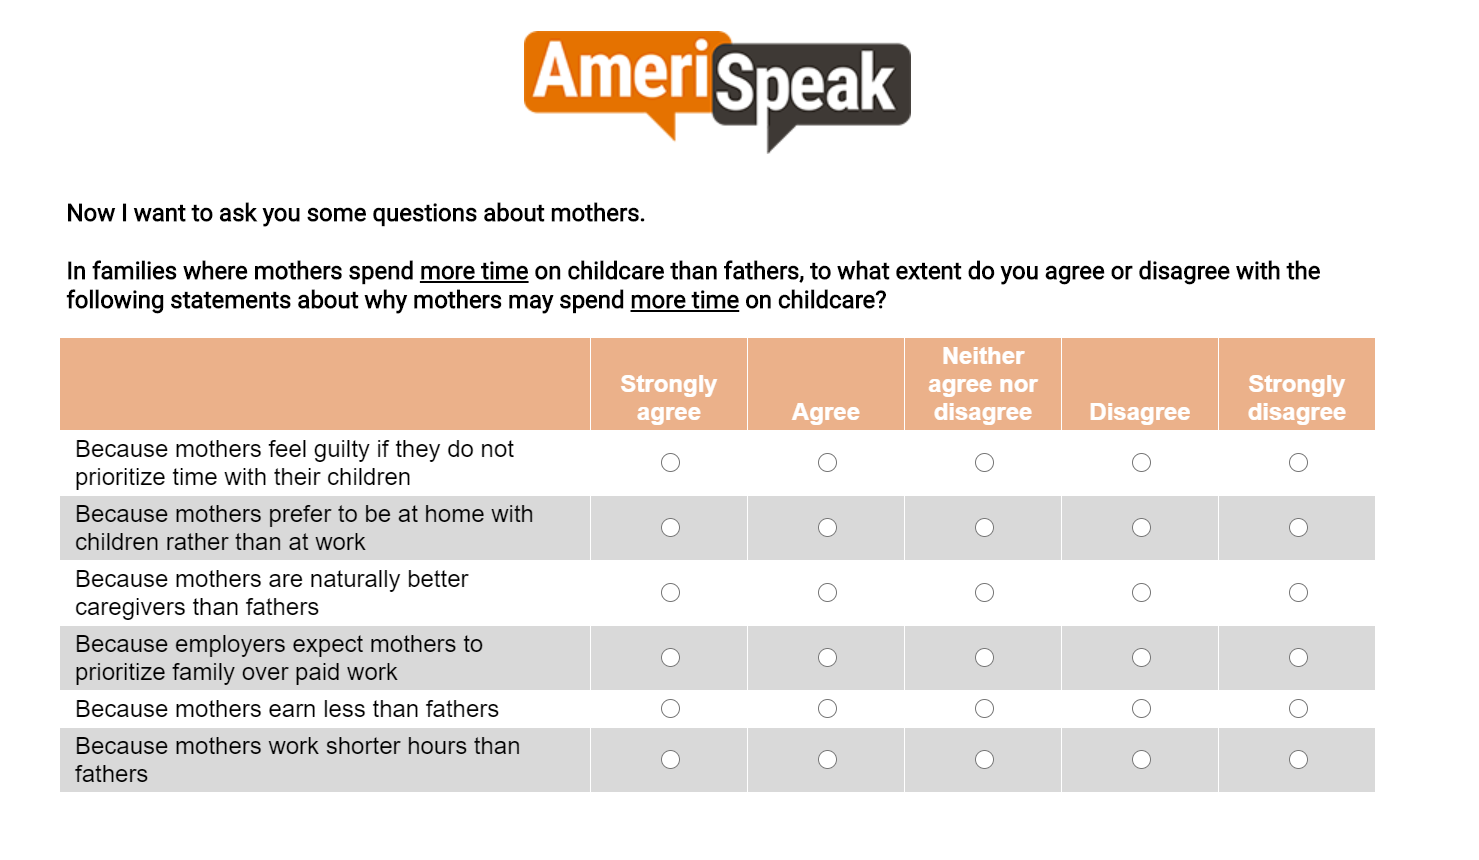 AmeriSpeak
Now I want to ask you some questions about mothers.
In families where mothers spend more time on childcare than fathers, to what extent do you agree or disagree with the
following statements about why mothers may spend more time on childcare?
Strongly
agree
Agree
Neither
agree nor
disagree
Disagree
Strongly
disagree
Because mothers feel guilty if they do not
prioritize time with their children
Because mothers prefer to be at home with
children rather than at work
Because mothers are naturally better
caregivers than fathers
Because employers expect mothers to
prioritize family over paid work
Because mothers earn less than fathers
Because mothers work shorter hours than
fathers